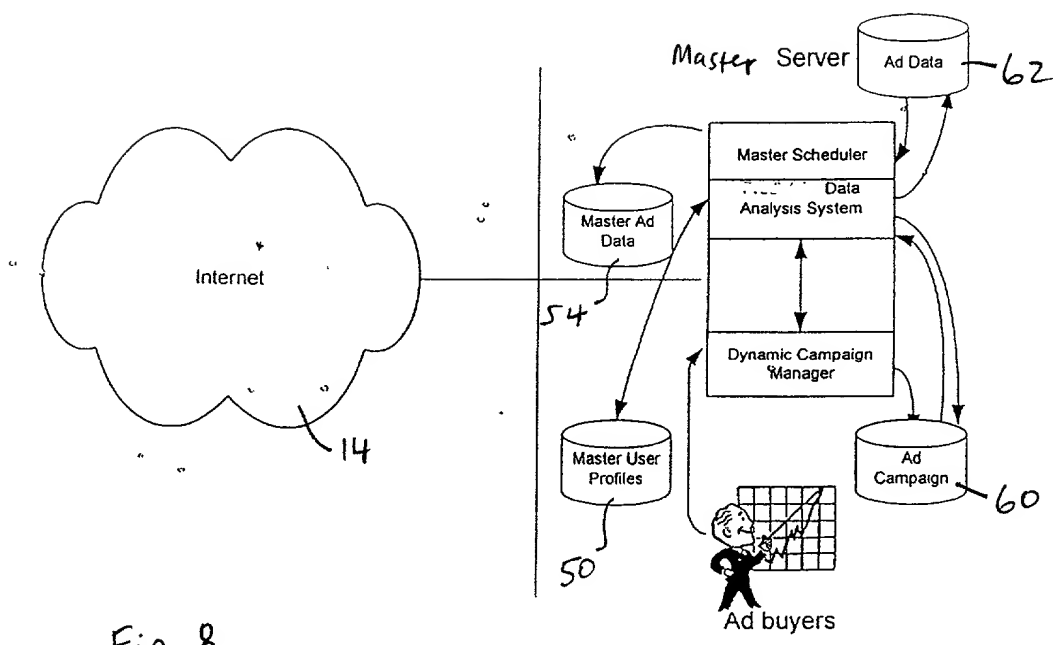 Master Server
Ad Data
62
Master Scheduler
Data
Analysis System
Master Ad
Data
Internet
54
Dynamic Campaign
Manager
14
Master User
Profiles
Ad
Campaign
60
50
Ad buyers
Fig. 8